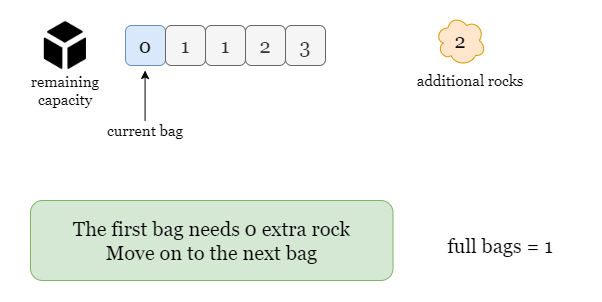 0 1 1 2 3
2
remaining
capacity
additional rocks
current bag
The first bag needs 0 extra rock
Move on to the next bag
full bags = 1